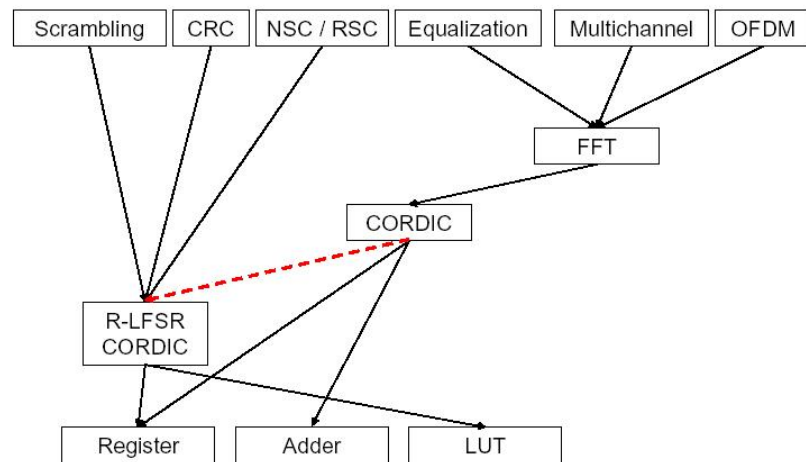 Scrambling
CRC
NSC / RSC
Equalization
Multichannel
OFDM
FFT
CORDIC
R-LFSR
CORDIC
Register
Adder
LUT